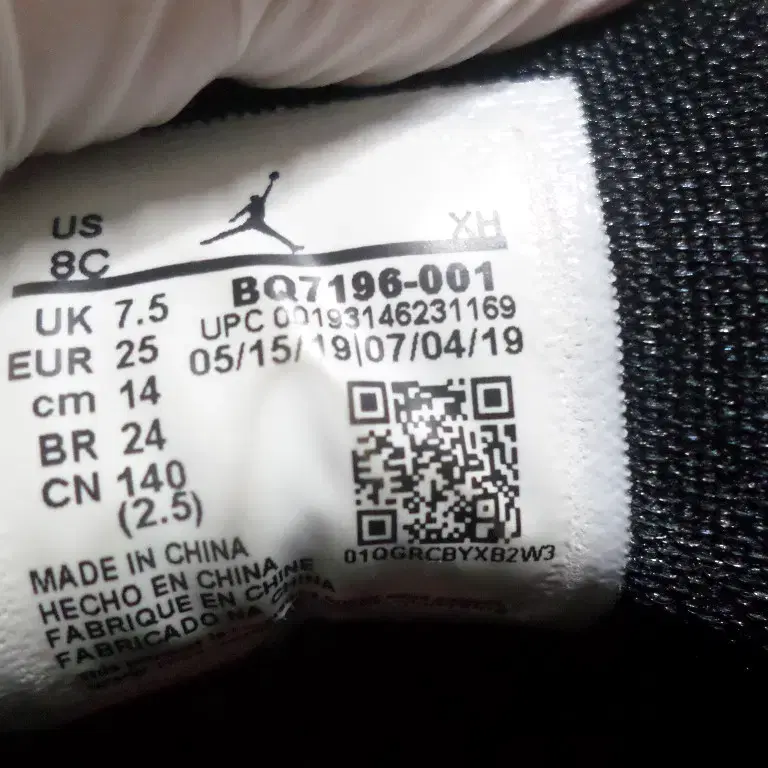 US
XH
8C
BQ7196-001
UK 7.5
UPC 00193146231169
EUR 25
05/15/19|07/04/19
cm 14
BR 24
CN 140
(2.5)
01QGRCBYXB2W3
MADE IN CHINA
HECHO EN CHINA
FABRIQUE EN CHINE
FABRICADO NA CHINA